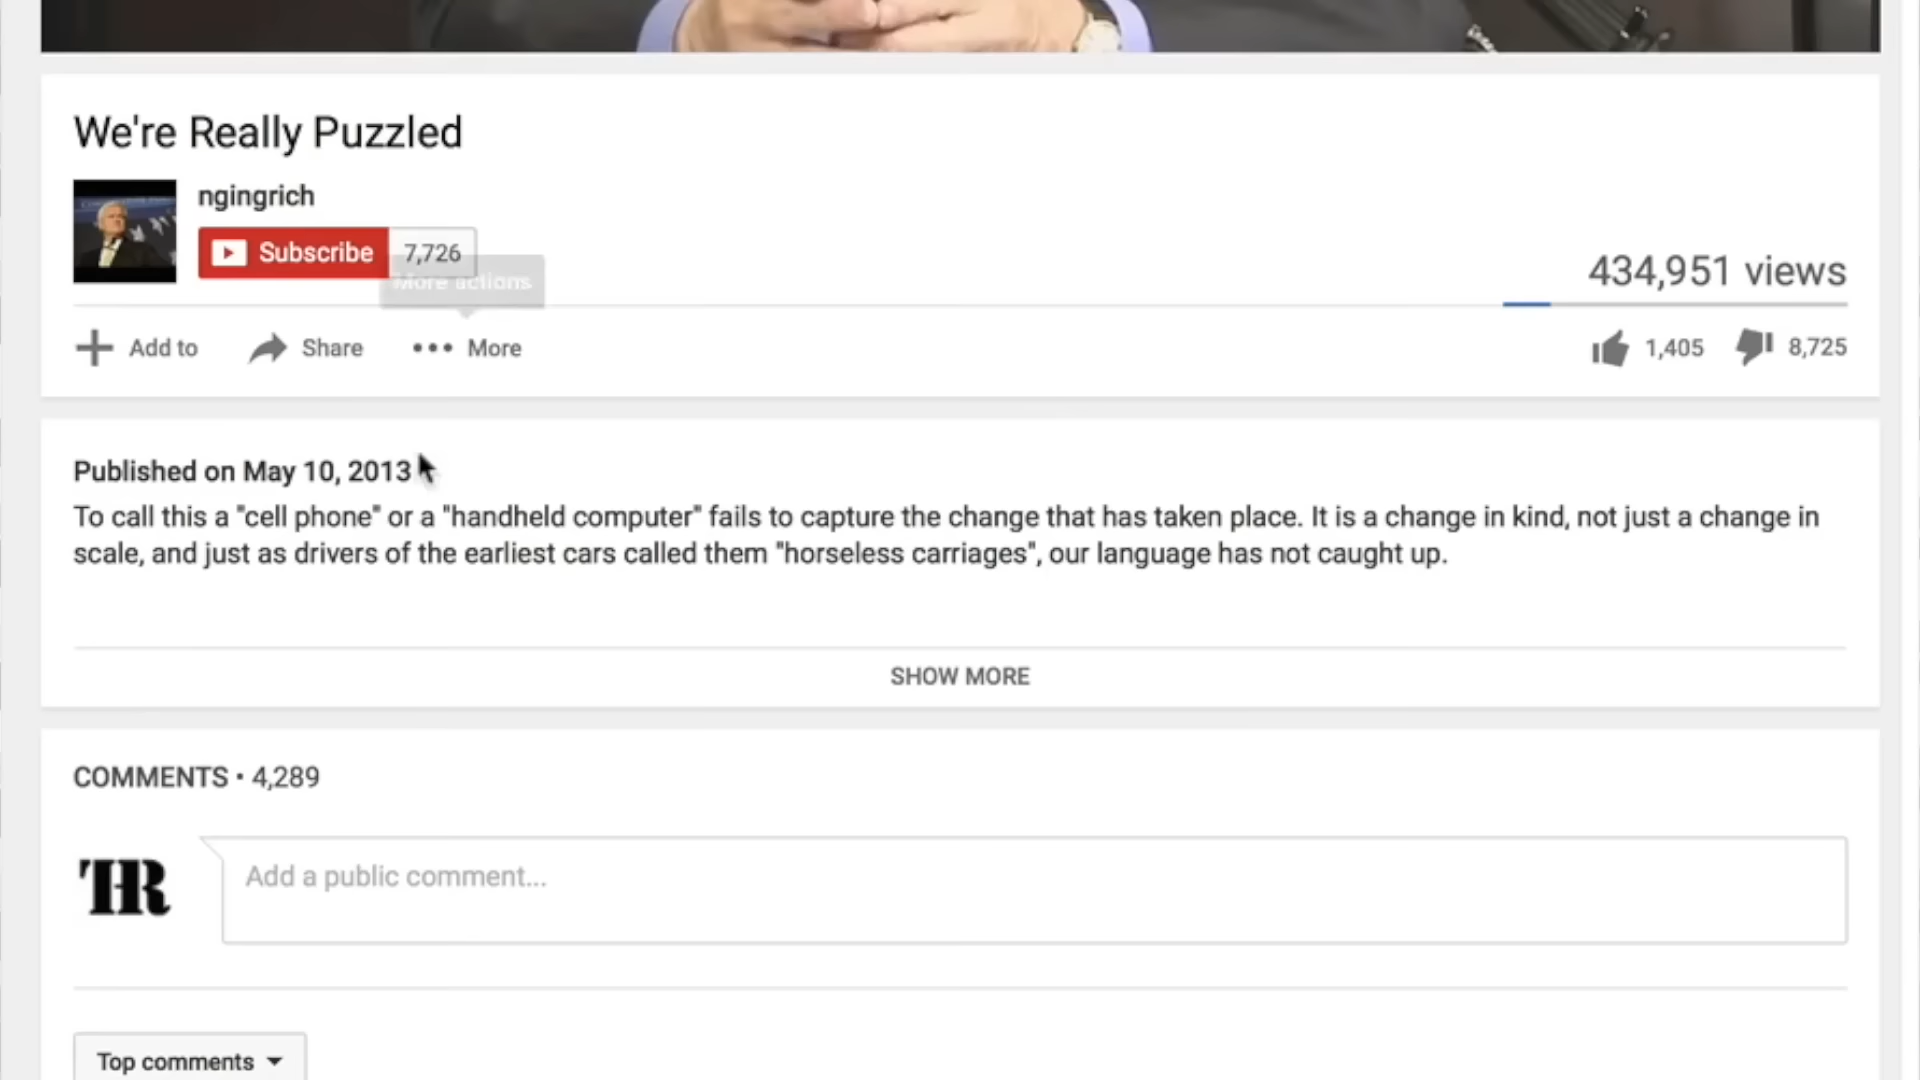 We're Really Puzzled
ngingrich
Subscribe 7,726
More actions
434,951 views
Add to Share More 1,405 8,725
Published on May 10, 2013
To call this a "cell phone" or a "handheld computer" fails to capture the change that has taken place. It is a change in kind, not just a change in
scale, and just as drivers of the earliest cars called them "horseless carriages", our language has not caught up.
SHOW MORE
COMMENTS • 4,289
THR
Add a public comment...
Top comments